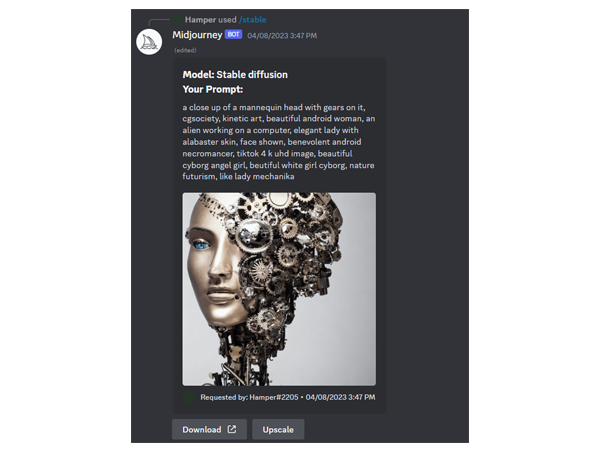 Hamper used /stable
Midjourney BOT 04/08/2023 3:47 PM
(edited)
Model: Stable diffusion
Your Prompt:
a close up of a mannequin head with gears on it,
cgsociety, kinetic art, beautiful android woman, an
alien working on a computer, elegant lady with
alabaster skin, face shown, benevolent android
necromancer, tiktok 4 k uhd image, beautiful
cyborg angel girl, beutiful white girl cyborg, nature
futurism, like lady mechanika
Requested by: Hamper#2205 • 04/08/2023 3:47 PM
Download Upscale